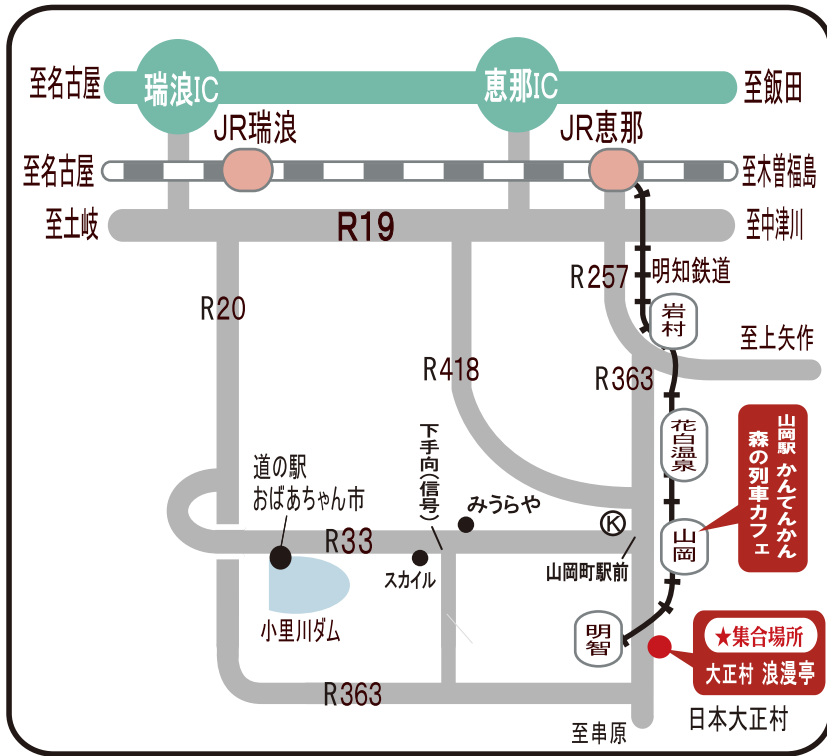 至名古屋
瑞浪IC
恵那IC
至飯田
JR瑞浪
JR恵那
至名古屋
至木曽福島
至土岐
R19
至中津川
R257
明知鉄道
R20
岩村
至上矢作
R418
R363
山岡駅 かんてんかん
森の列車カフェ
花白温泉
下手向(信号)
道の駅
おばあちゃん市
みうらや
K
R33
山岡
スカイル
山岡町駅前
小里川ダム
明智
★集合場所
大正村 浪漫亭
R363
日本大正村
至串原